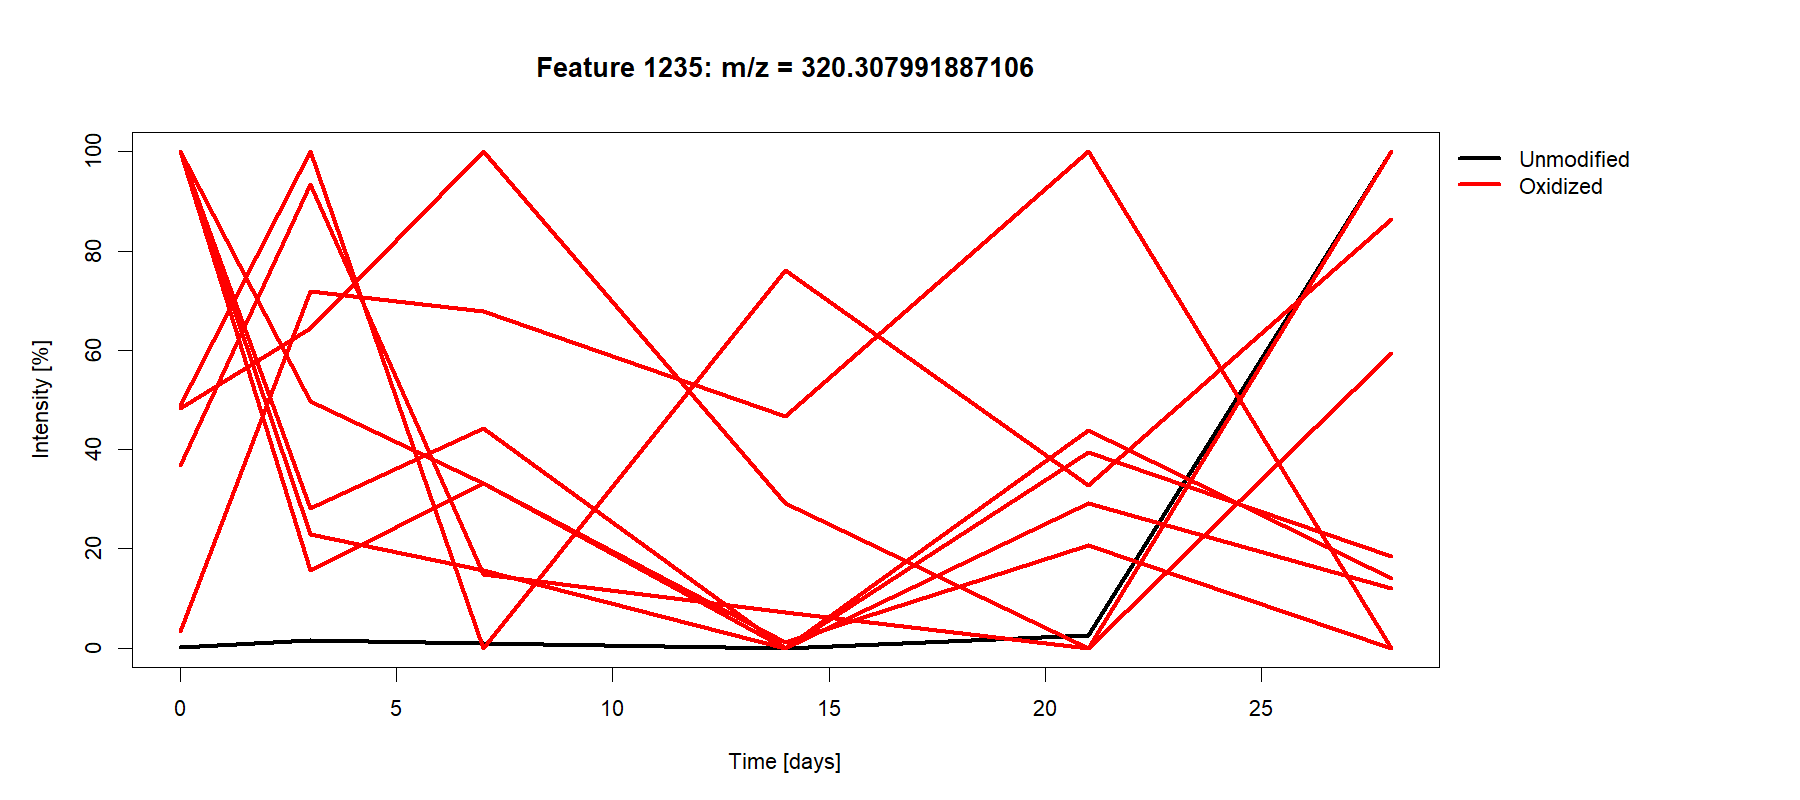 Feature 1235: m/z = 320.307991887106
Unmodified
Oxidized
100
80
60
40
20
0
Intensity [%]
0 5 10 15 20 25
Time [days]